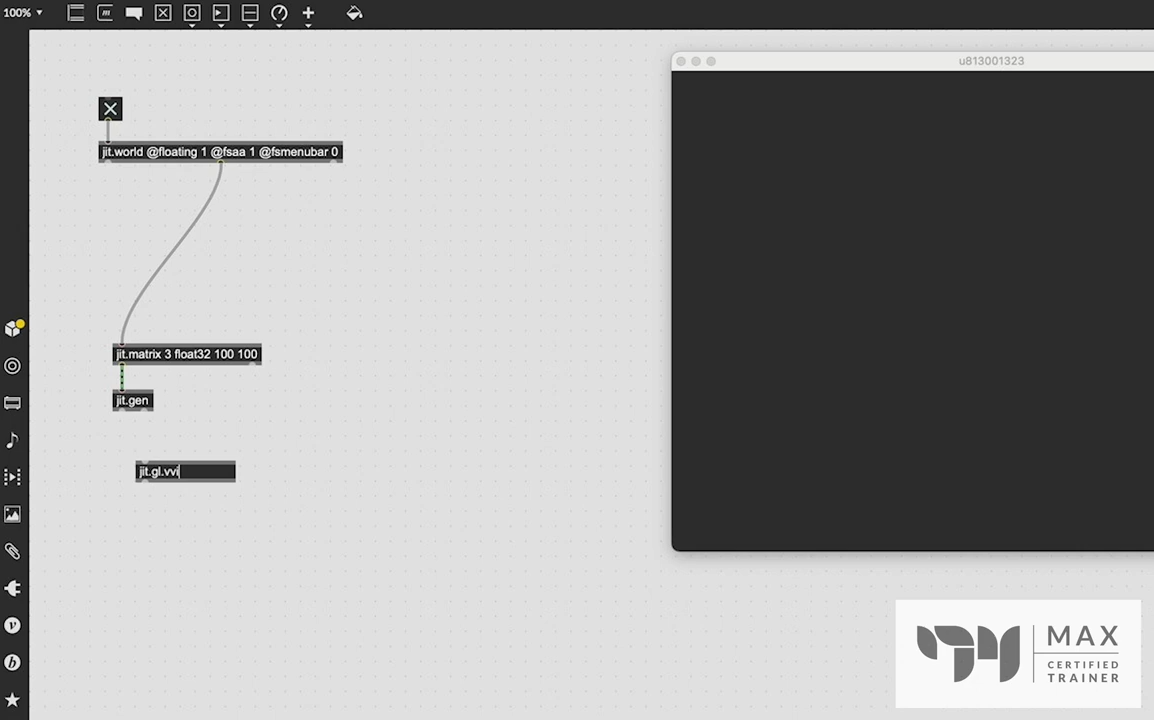 100%
u813001323
jit.world @floating 1 @fsaa 1 @fsmenubar 0
jit.matrix 3 float32 100 100
jit.gen
jit.gl.vvi
MAX
CERTIFIED
TRAINER